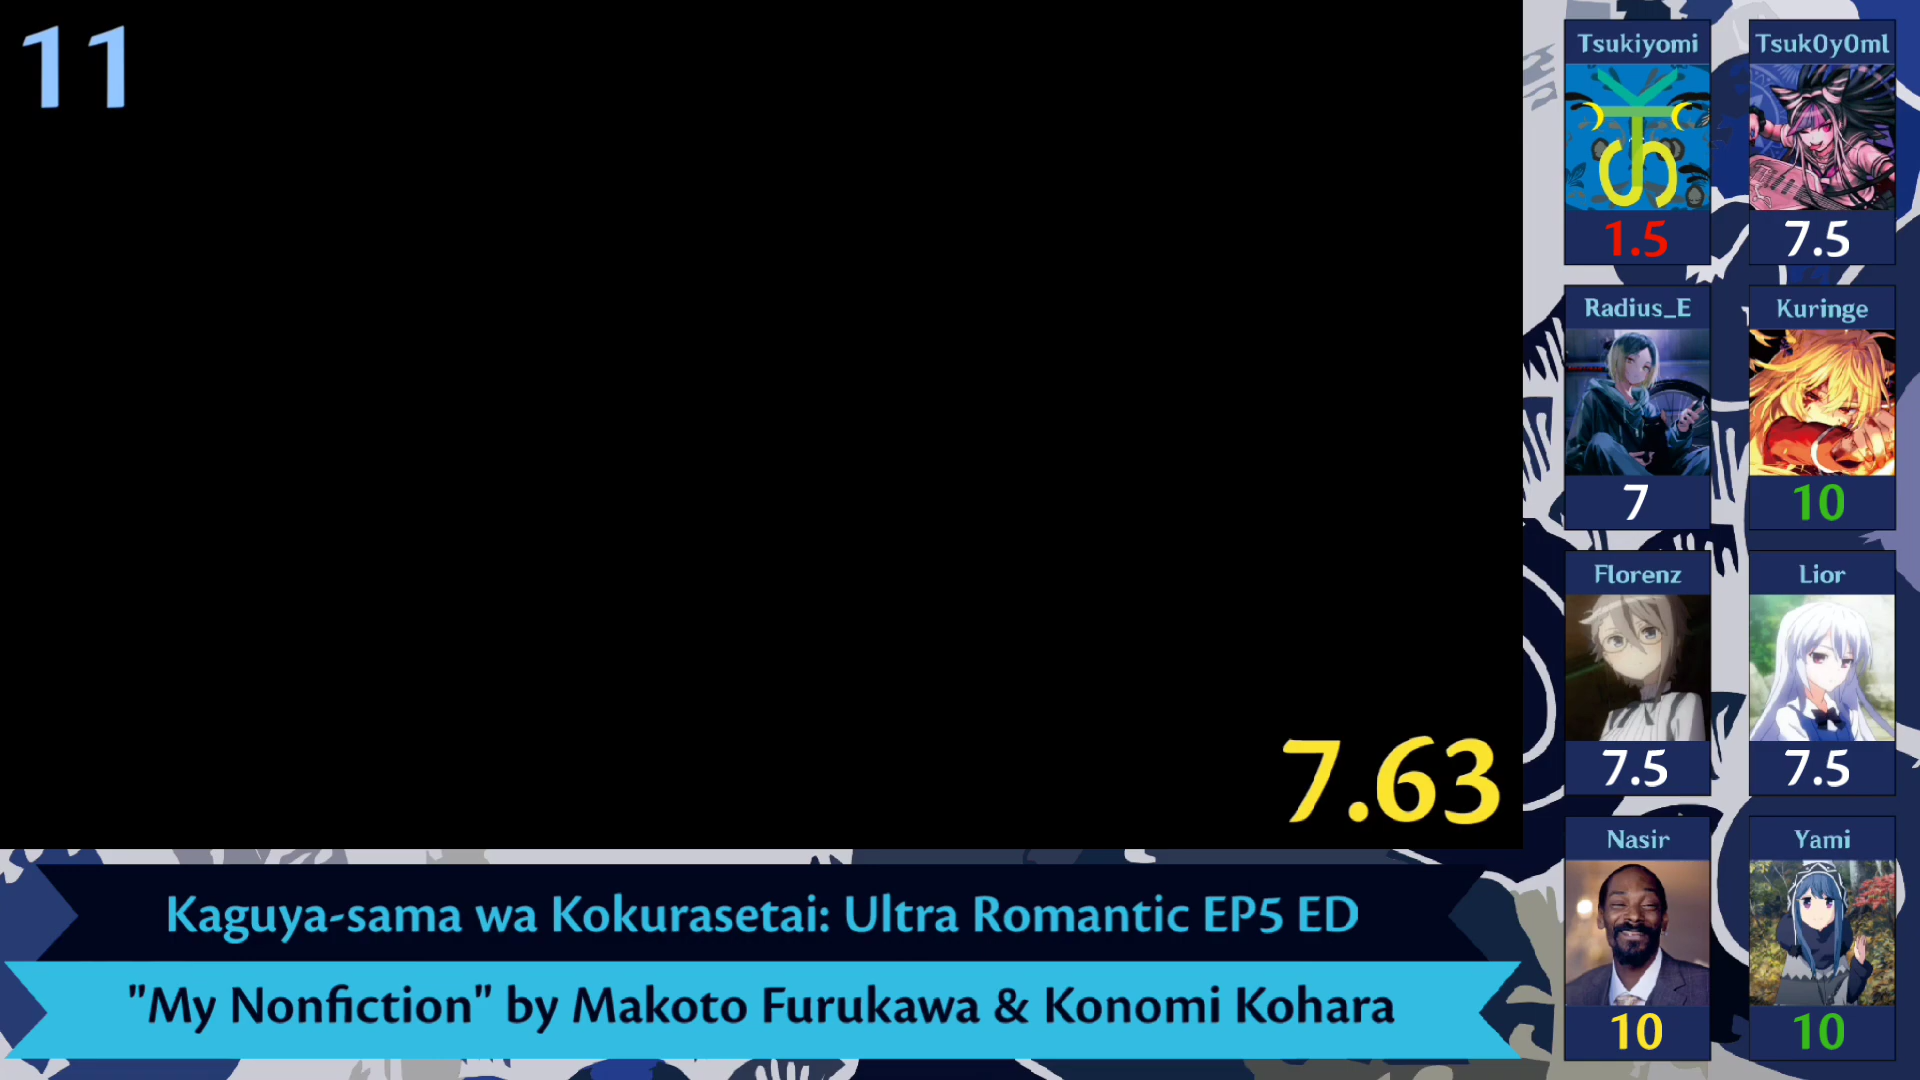 11
7.63
Kaguya-sama wa Kokurasetai: Ultra Romantic EP5 ED
"My Nonfiction" by Makoto Furukawa & Konomi Kohara
Tsukiyomi
1.5
Tsuk0y0ml
7.5
Radius_E
7
Kuringe
10
Florenz
7.5
Lior
7.5
Nasir
10
Yami
10